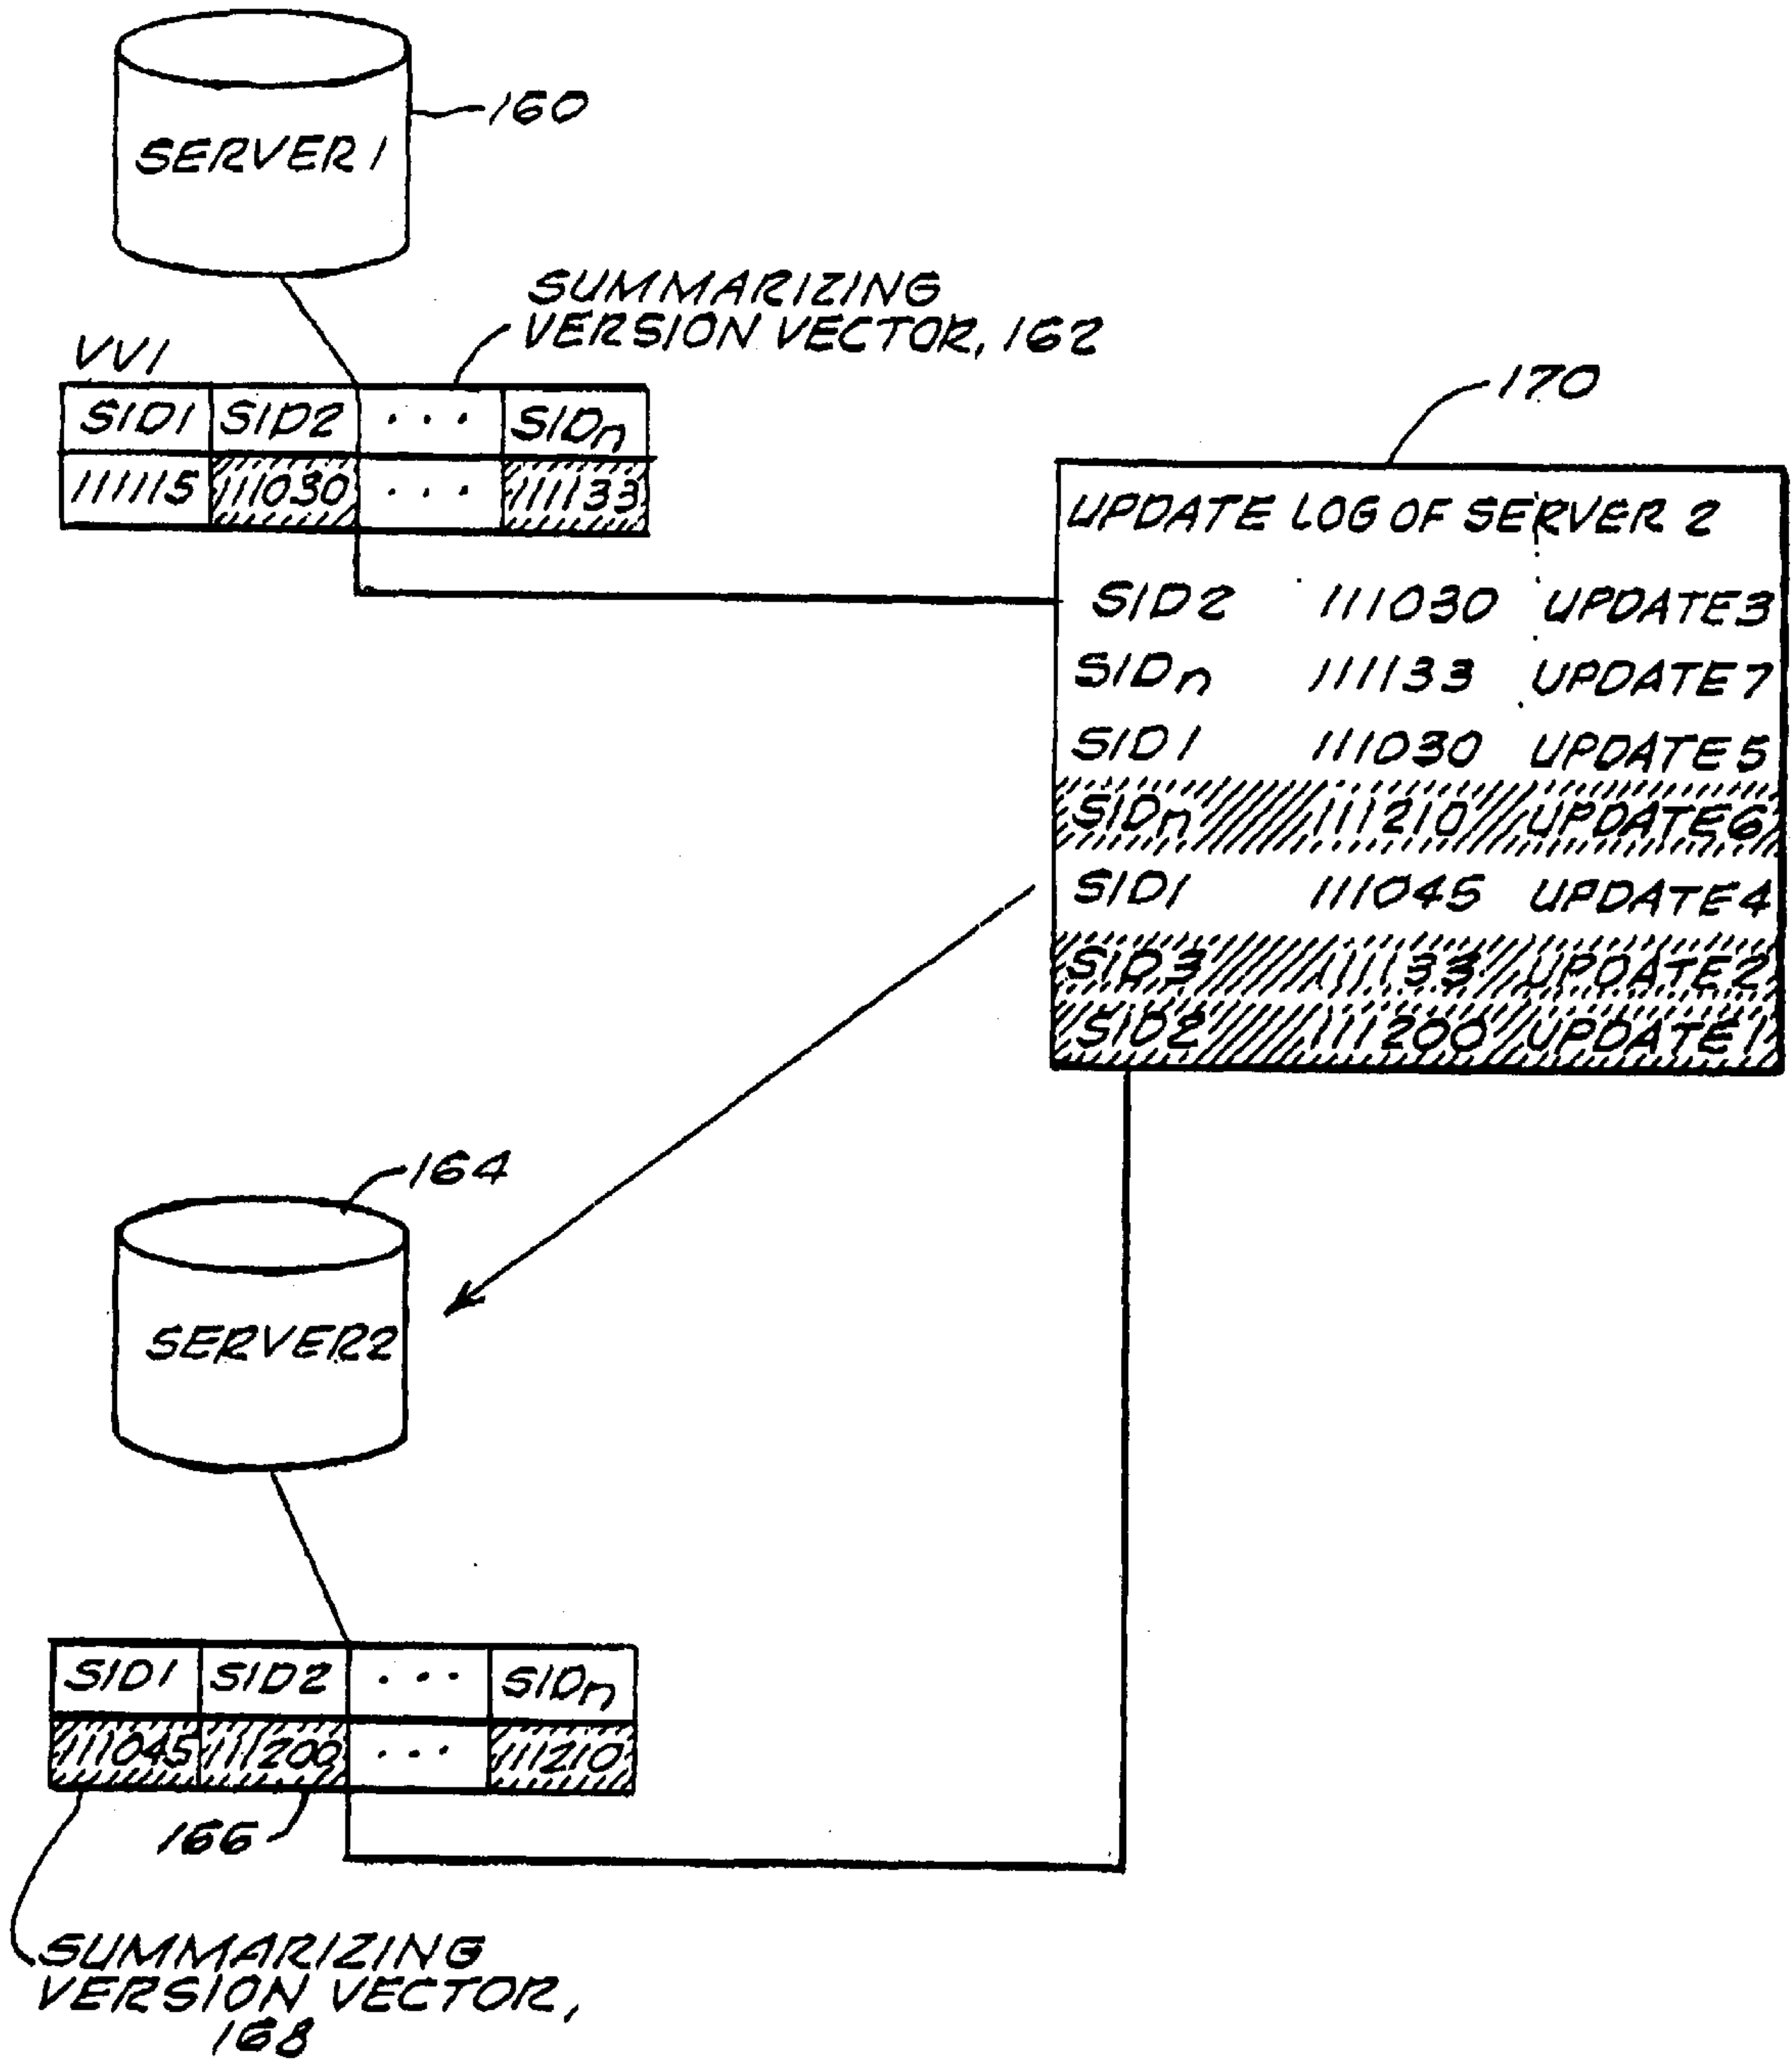 SERVER 1
160
SUMMARIZING
VERSION VECTOR, 162
VV1
SID1 SID2 ... SIDn
111115 111030 ... 111133
170
UPDATE LOG OF SERVER 2
SID2 111030 UPDATE3
SIDn 111133 UPDATE7
SID1 111030 UPDATE5
SIDn 111210 UPDATE6
SID1 111045 UPDATE4
SID3 111133 UPDATE2
SID2 111200 UPDATE1
164
SERVER2
SID1 SID2 ... SIDn
111045 111200 ... 111210
166
SUMMARIZING
VERSION VECTOR,
168